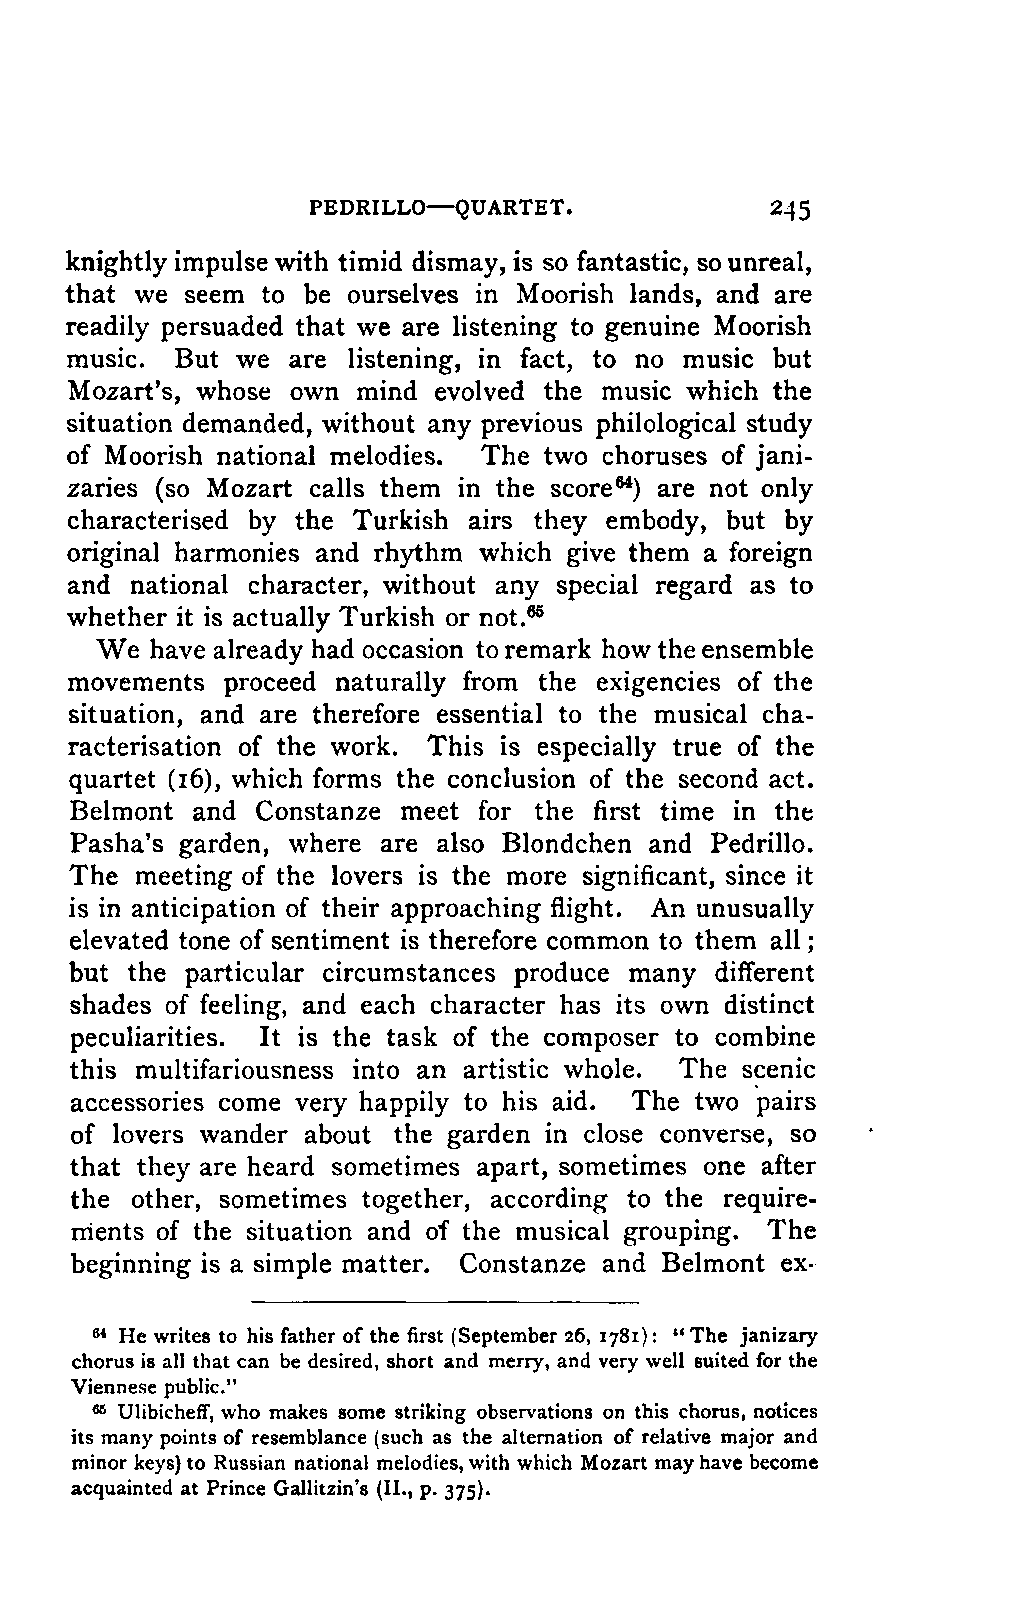 PEDRILLO—QUARTET. 245
knightly impulse with timid dismay, is so fantastic, so unreal,
that we seem to be ourselves in Moorish lands, and are
readily persuaded that we are listening to genuine Moorish
music. But we are listening, in fact, to no music but
Mozart's, whose own mind evolved the music which the
situation demanded, without any previous philological study
of Moorish national melodies. The two choruses of jani-
zaries (so Mozart calls them in the score⁶⁴) are not only
characterised by the Turkish airs they embody, but by
original harmonies and rhythm which give them a foreign
and national character, without any special regard as to
whether it is actually Turkish or not.⁶⁵
We have already had occasion to remark how the ensemble
movements proceed naturally from the exigencies of the
situation, and are therefore essential to the musical cha-
racterisation of the work. This is especially true of the
quartet (16), which forms the conclusion of the second act.
Belmont and Constanze meet for the first time in the
Pasha's garden, where are also Blondchen and Pedrillo.
The meeting of the lovers is the more significant, since it
is in anticipation of their approaching flight. An unusually
elevated tone of sentiment is therefore common to them all;
but the particular circumstances produce many different
shades of feeling, and each character has its own distinct
peculiarities. It is the task of the composer to combine
this multifariousness into an artistic whole. The scenic
accessories come very happily to his aid. The two pairs
of lovers wander about the garden in close converse, so
that they are heard sometimes apart, sometimes one after
the other, sometimes together, according to the require-
ments of the situation and of the musical grouping. The
beginning is a simple matter. Constanze and Belmont ex-
⁶⁴ He writes to his father of the first (September 26, 1781): "The janizary
chorus is all that can be desired, short and merry, and very well suited for the
Viennese public."
⁶⁵ Ulibicheff, who makes some striking observations on this chorus, notices
its many points of resemblance (such as the alternation of relative major and
minor keys) to Russian national melodies, with which Mozart may have become
acquainted at Prince Gallitzin's (II., p. 375).